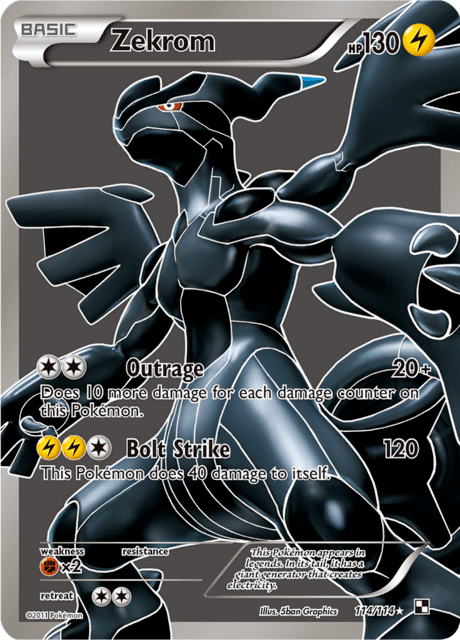 BASIC Zekrom HP130
Outrage 20+
Does 10 more damage for each damage counter on
this Pokémon.
Bolt Strike 120
This Pokémon does 40 damage to itself.
weakness resistance
×2
This Pokémon appears in
legends. In its tail, it has a
giant generator that creates
electricity.
retreat
©2011 Pokémon Illus. 5ban Graphics 114/114